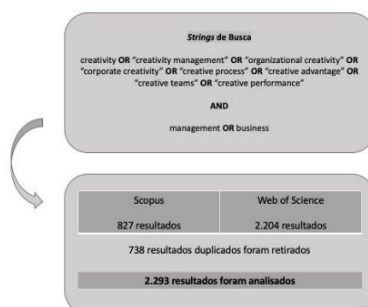 Strings de Busca
creativity OR "creativity management" OR "organizational creativity" OR
"corporate creativity" OR "creative process" OR "creative advantage" OR
"creative teams" OR "creative performance"
AND
management OR business
Scopus
827 resultados
Web of Science
2.204 resultados
738 resultados duplicados foram retirados
2.293 resultados foram analisados